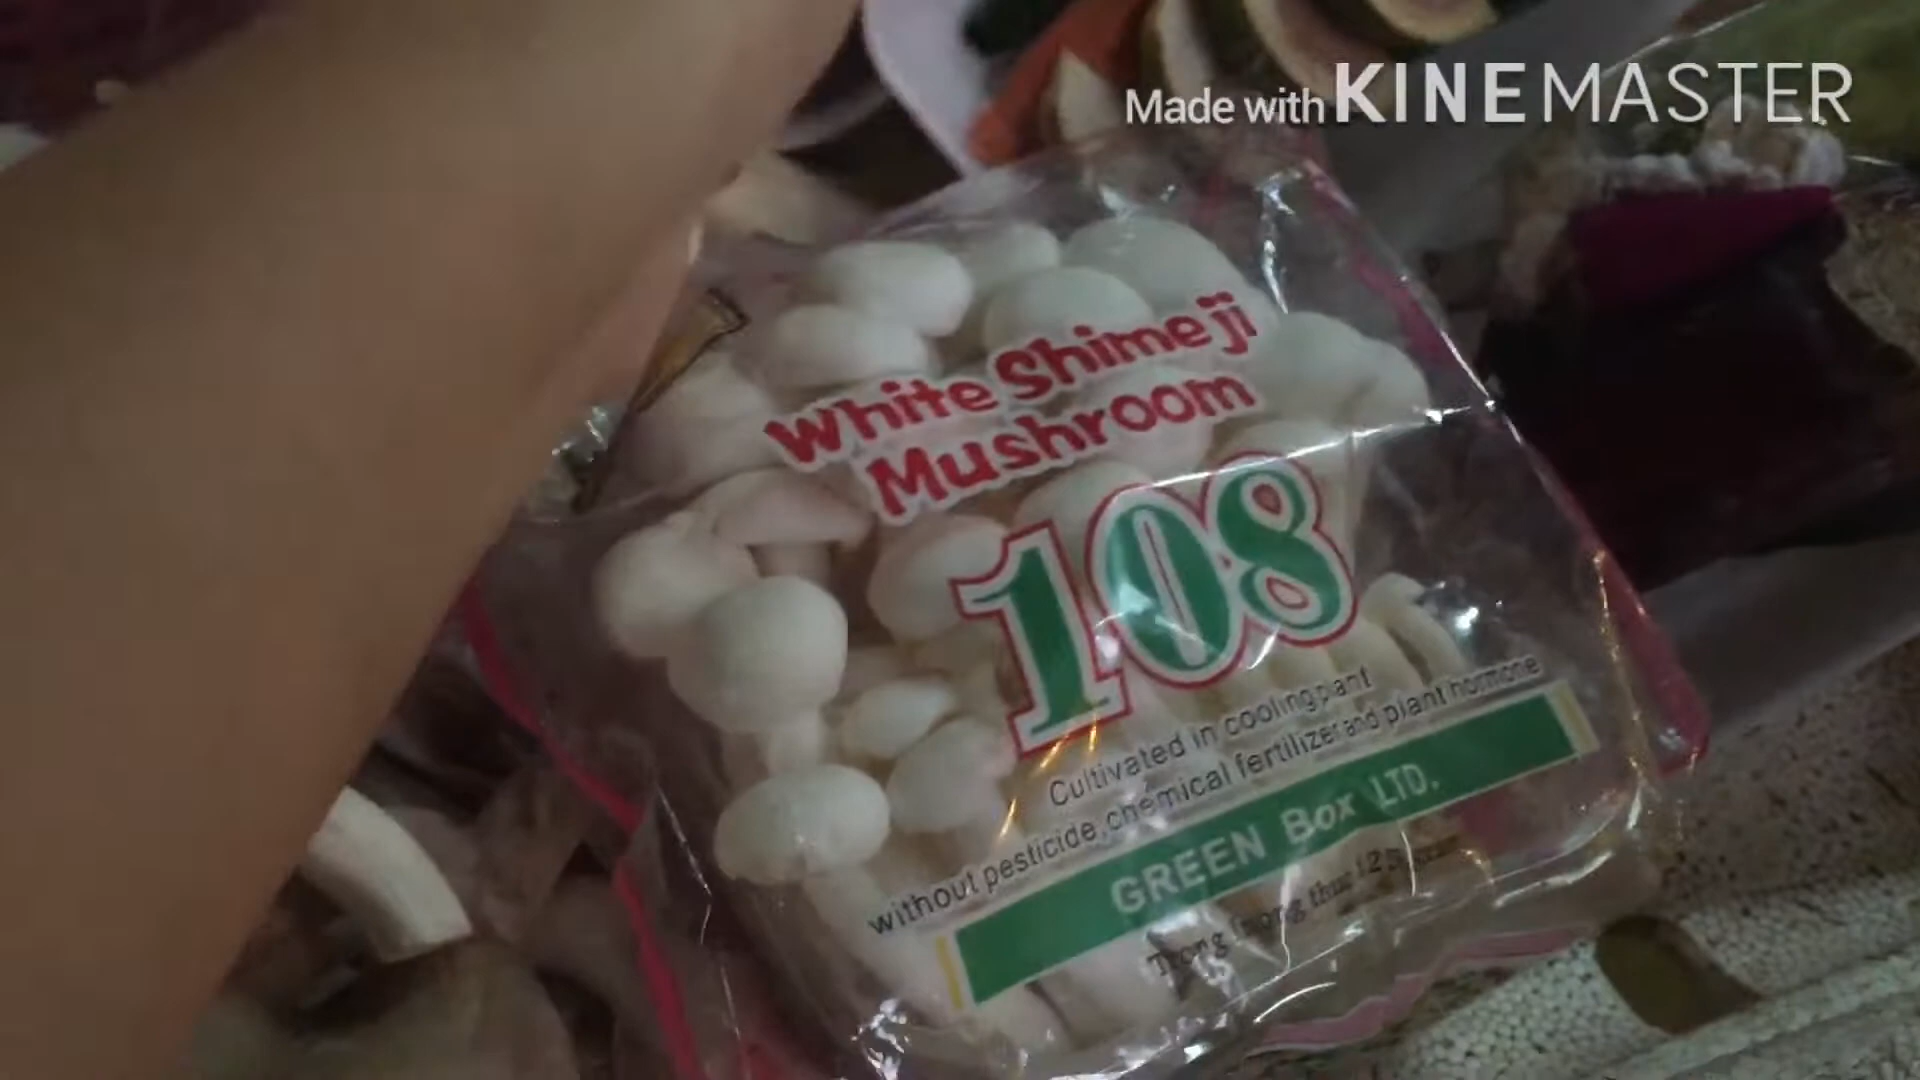 Made with KINEMASTER
White Shimeji
Mushroom
108
Cultivated in cooling plant
without pesticide,chemical fertilizer and plant hormone
GREEN Box LTD.